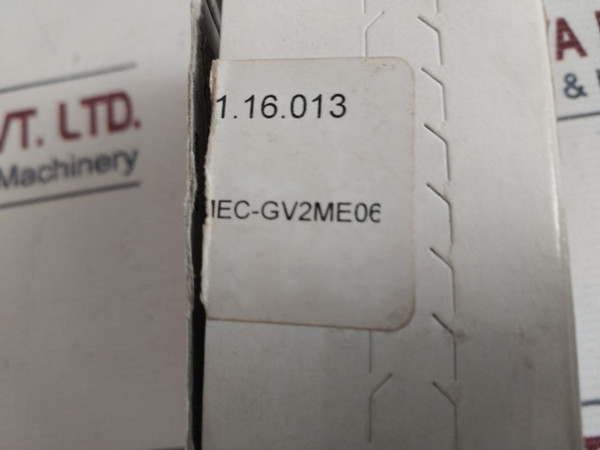 VT. LTD.
Machinery
1.16.013
IEC-GV2ME06
A
&